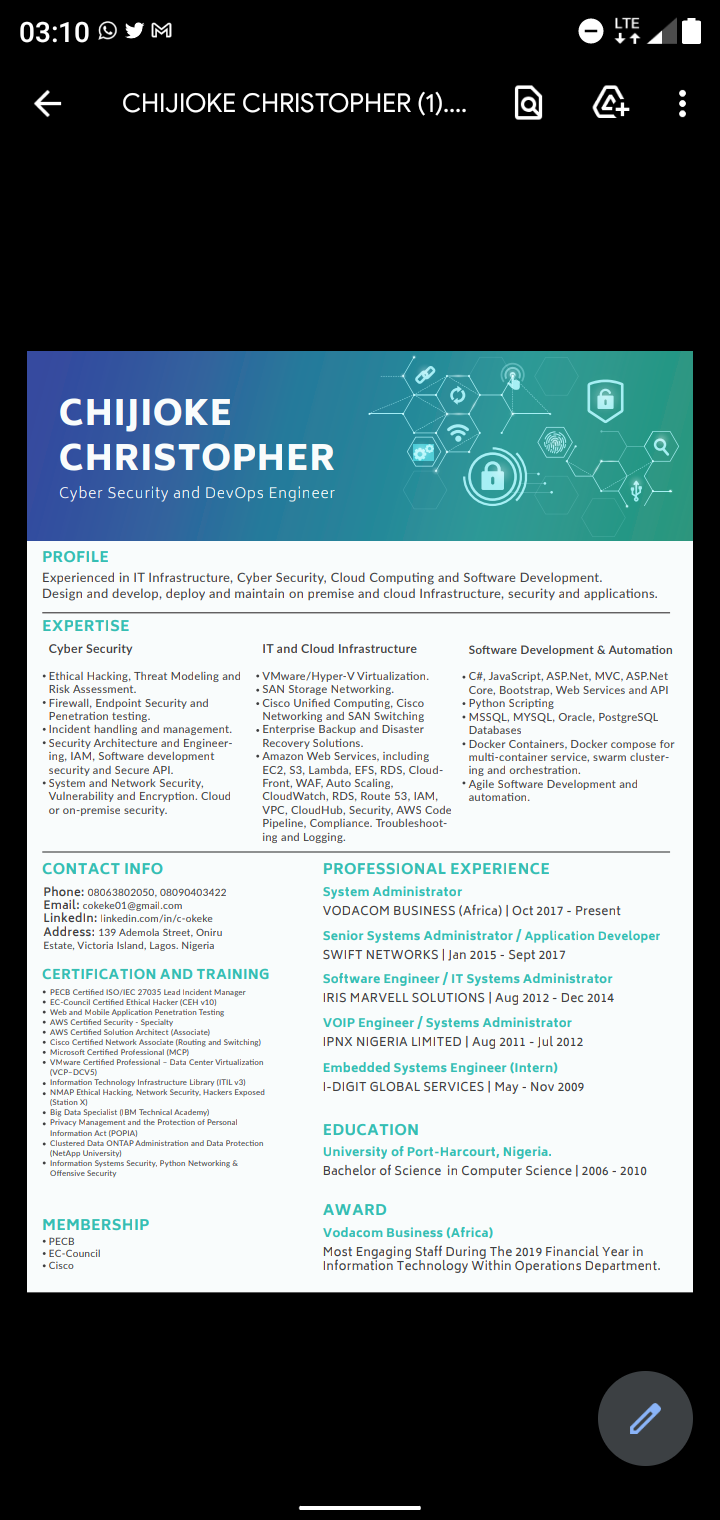 03:10
LTE
CHIJIOKE CHRISTOPHER (1)....
CHIJIOKE
CHRISTOPHER
Cyber Security and DevOps Engineer
PROFILE
Experienced in IT Infrastructure, Cyber Security, Cloud Computing and Software Development.
Design and develop, deploy and maintain on premise and cloud Infrastructure, security and applications.
EXPERTISE
Cyber Security
• Ethical Hacking, Threat Modeling and
Risk Assessment.
• Firewall, Endpoint Security and
Penetration testing.
• Incident handling and management.
• Security Architecture and Engineer-
ing, IAM, Software development
security and Secure API.
• System and Network Security,
Vulnerability and Encryption. Cloud
or on-premise security.
IT and Cloud Infrastructure
• VMware/Hyper-V Virtualization.
• SAN Storage Networking.
• Cisco Unified Computing, Cisco
Networking and SAN Switching
• Enterprise Backup and Disaster
Recovery Solutions.
• Amazon Web Services, including
EC2, S3, Lambda, EFS, RDS, Cloud-
Front, WAF, Auto Scaling,
CloudWatch, RDS, Route 53, IAM,
VPC, CloudHub, Security, AWS Code
Pipeline, Compliance. Troubleshoot-
ing and Logging.
Software Development & Automation
• C#, JavaScript, ASP.Net, MVC, ASP.Net
Core, Bootstrap, Web Services and API
• Python Scripting
• MSSQL, MYSQL, Oracle, PostgreSQL
Databases
• Docker Containers, Docker compose for
multi-container service, swarm cluster-
ing and orchestration.
• Agile Software Development and
automation.
CONTACT INFO
Phone: 08063802050, 08090403422
Email: cokeke01@gmail.com
LinkedIn: linkedin.com/in/c-okeke
Address: 139 Ademola Street, Oniru
Estate, Victoria Island, Lagos. Nigeria
CERTIFICATION AND TRAINING
• PECB Certified ISO/IEC 27035 Lead Incident Manager
• EC-Council Certified Ethical Hacker (CEH v10)
• Web and Mobile Application Penetration Testing
• AWS Certified Security - Specialty
• AWS Certified Solution Architect (Associate)
• Cisco Certified Network Associate (Routing and Switching)
• Microsoft Certified Professional (MCP)
• VMware Certified Professional – Data Center Virtualization
(VCP–DCV5)
• Information Technology Infrastructure Library (ITIL v3)
• NMAP Ethical Hacking, Network Security, Hackers Exposed
(Station X)
• Big Data Specialist (IBM Technical Academy)
• Privacy Management and the Protection of Personal
Information Act (POPIA)
• Clustered Data ONTAP Administration and Data Protection
(NetApp University)
• Information Systems Security, Python Networking &
Offensive Security
MEMBERSHIP
• PECB
• EC-Council
• Cisco
PROFESSIONAL EXPERIENCE
System Administrator
VODACOM BUSINESS (Africa) | Oct 2017 - Present
Senior Systems Administrator / Application Developer
SWIFT NETWORKS | Jan 2015 - Sept 2017
Software Engineer / IT Systems Administrator
IRIS MARVELL SOLUTIONS | Aug 2012 - Dec 2014
VOIP Engineer / Systems Administrator
IPNX NIGERIA LIMITED | Aug 2011 - Jul 2012
Embedded Systems Engineer (Intern)
I-DIGIT GLOBAL SERVICES | May - Nov 2009
EDUCATION
University of Port-Harcourt, Nigeria.
Bachelor of Science in Computer Science | 2006 - 2010
AWARD
Vodacom Business (Africa)
Most Engaging Staff During The 2019 Financial Year in
Information Technology Within Operations Department.